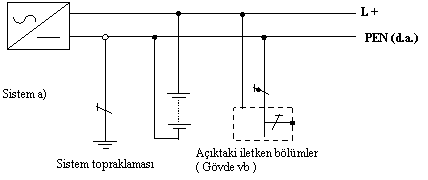 L +
PEN (d.a.)
Sistem a)
Sistem topraklaması
Açıktaki iletken bölümler
( Gövde vb )